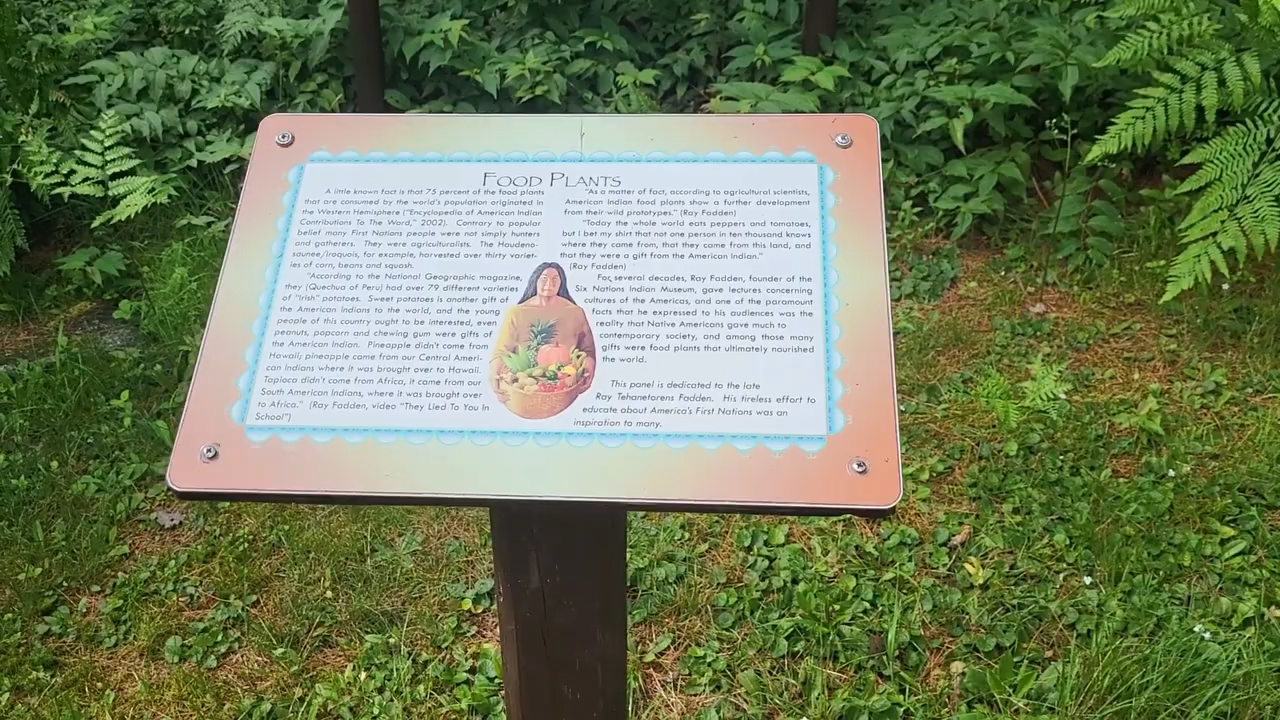 FOOD PLANTS
A little known fact is that 75 percent of the food plants
that are consumed by the world's population originated in
the Western Hemisphere ("Encyclopedia of American Indian
Contributions To The Word," 2002). Contrary to popular
belief many First Nations people were not simply hunters
and gatherers. They were agriculturalists. The Houdeno-
saunee/Iroquois, for example, harvested over thirty variet-
ies of corn, beans and squash.
"According to the National Geographic magazine,
they (Quechua of Peru) had over 79 different varieties
of "Irish" potatoes. Sweet potatoes is another gift of
the American Indians to the world, and the young
people of this country ought to be interested, even
peanuts, popcorn and chewing gum were gifts of
the American Indian. Pineapple didn't come from
Hawaii; pineapple came from our Central Ameri-
can Indians where it was brought over to Hawaii.
Tapioca didn't come from Africa, it came from our
South American Indians, where it was brought over
to Africa." (Ray Fadden, video "They Lied To You In
School")
"As a matter of fact, according to agricultural scientists,
American Indian food plants show a further development
from their wild prototypes." (Ray Fadden)
"Today the whole world eats peppers and tomatoes,
but I bet my shirt that not one person in ten thousand knows
where they came from, that they came from this land, and
that they were a gift from the American Indian."
(Ray Fadden)
For several decades, Ray Fadden, founder of the
Six Nations Indian Museum, gave lectures concerning
cultures of the Americas, and one of the paramount
facts that he expressed to his audiences was the
reality that Native Americans gave much to
contemporary society, and among those many
gifts were food plants that ultimately nourished
the world.
This panel is dedicated to the late
Ray Tehanetorens Fadden. His tireless effort to
educate about America's First Nations was an
inspiration to many.